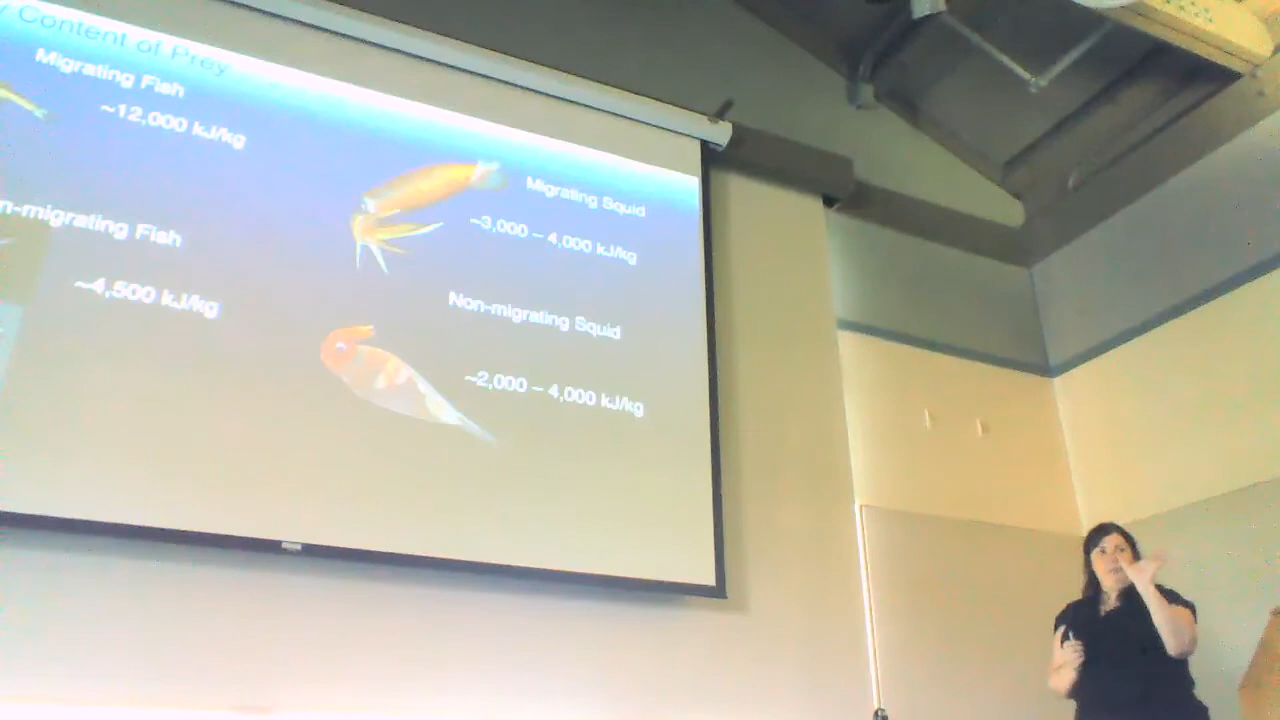 y Content of Prey
Migrating Fish
~12,000 kJ/kg
n-migrating Fish
~4,500 kJ/kg
Migrating Squid
~3,000 – 4,000 kJ/kg
Non-migrating Squid
~2,000 – 4,000 kJ/kg